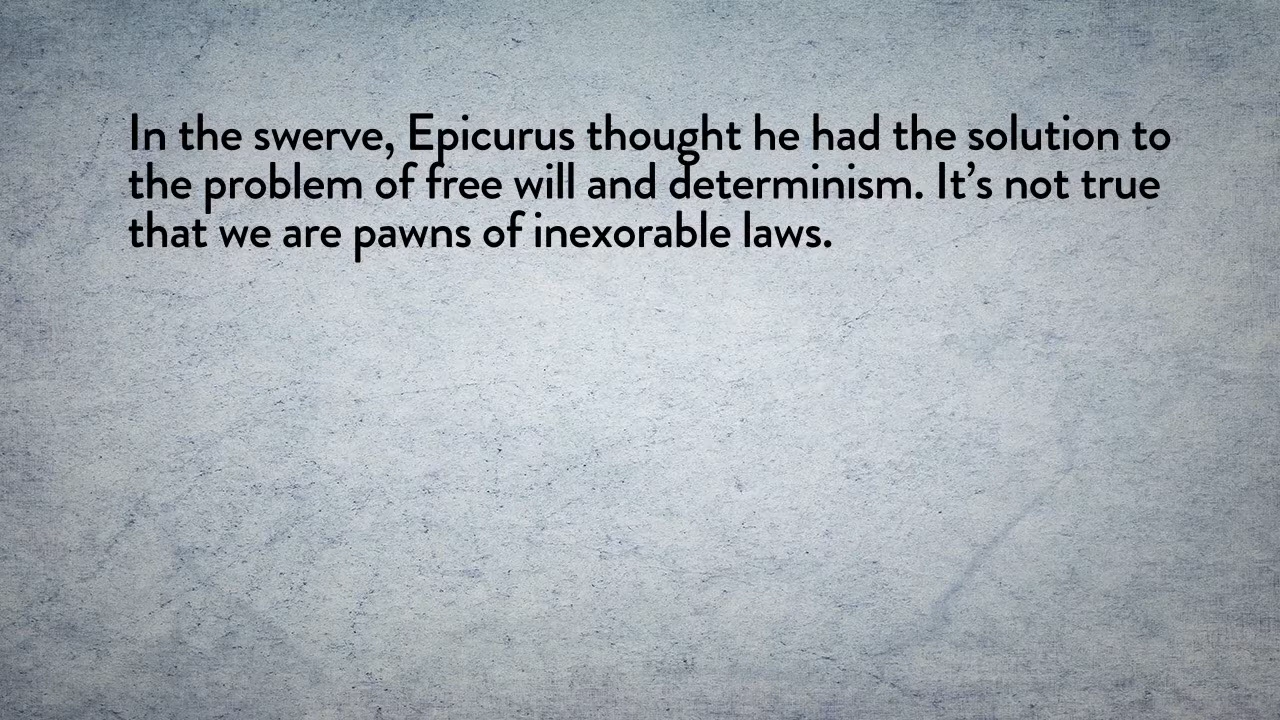 In the swerve, Epicurus thought he had the solution to
the problem of free will and determinism. It’s not true
that we are pawns of inexorable laws.